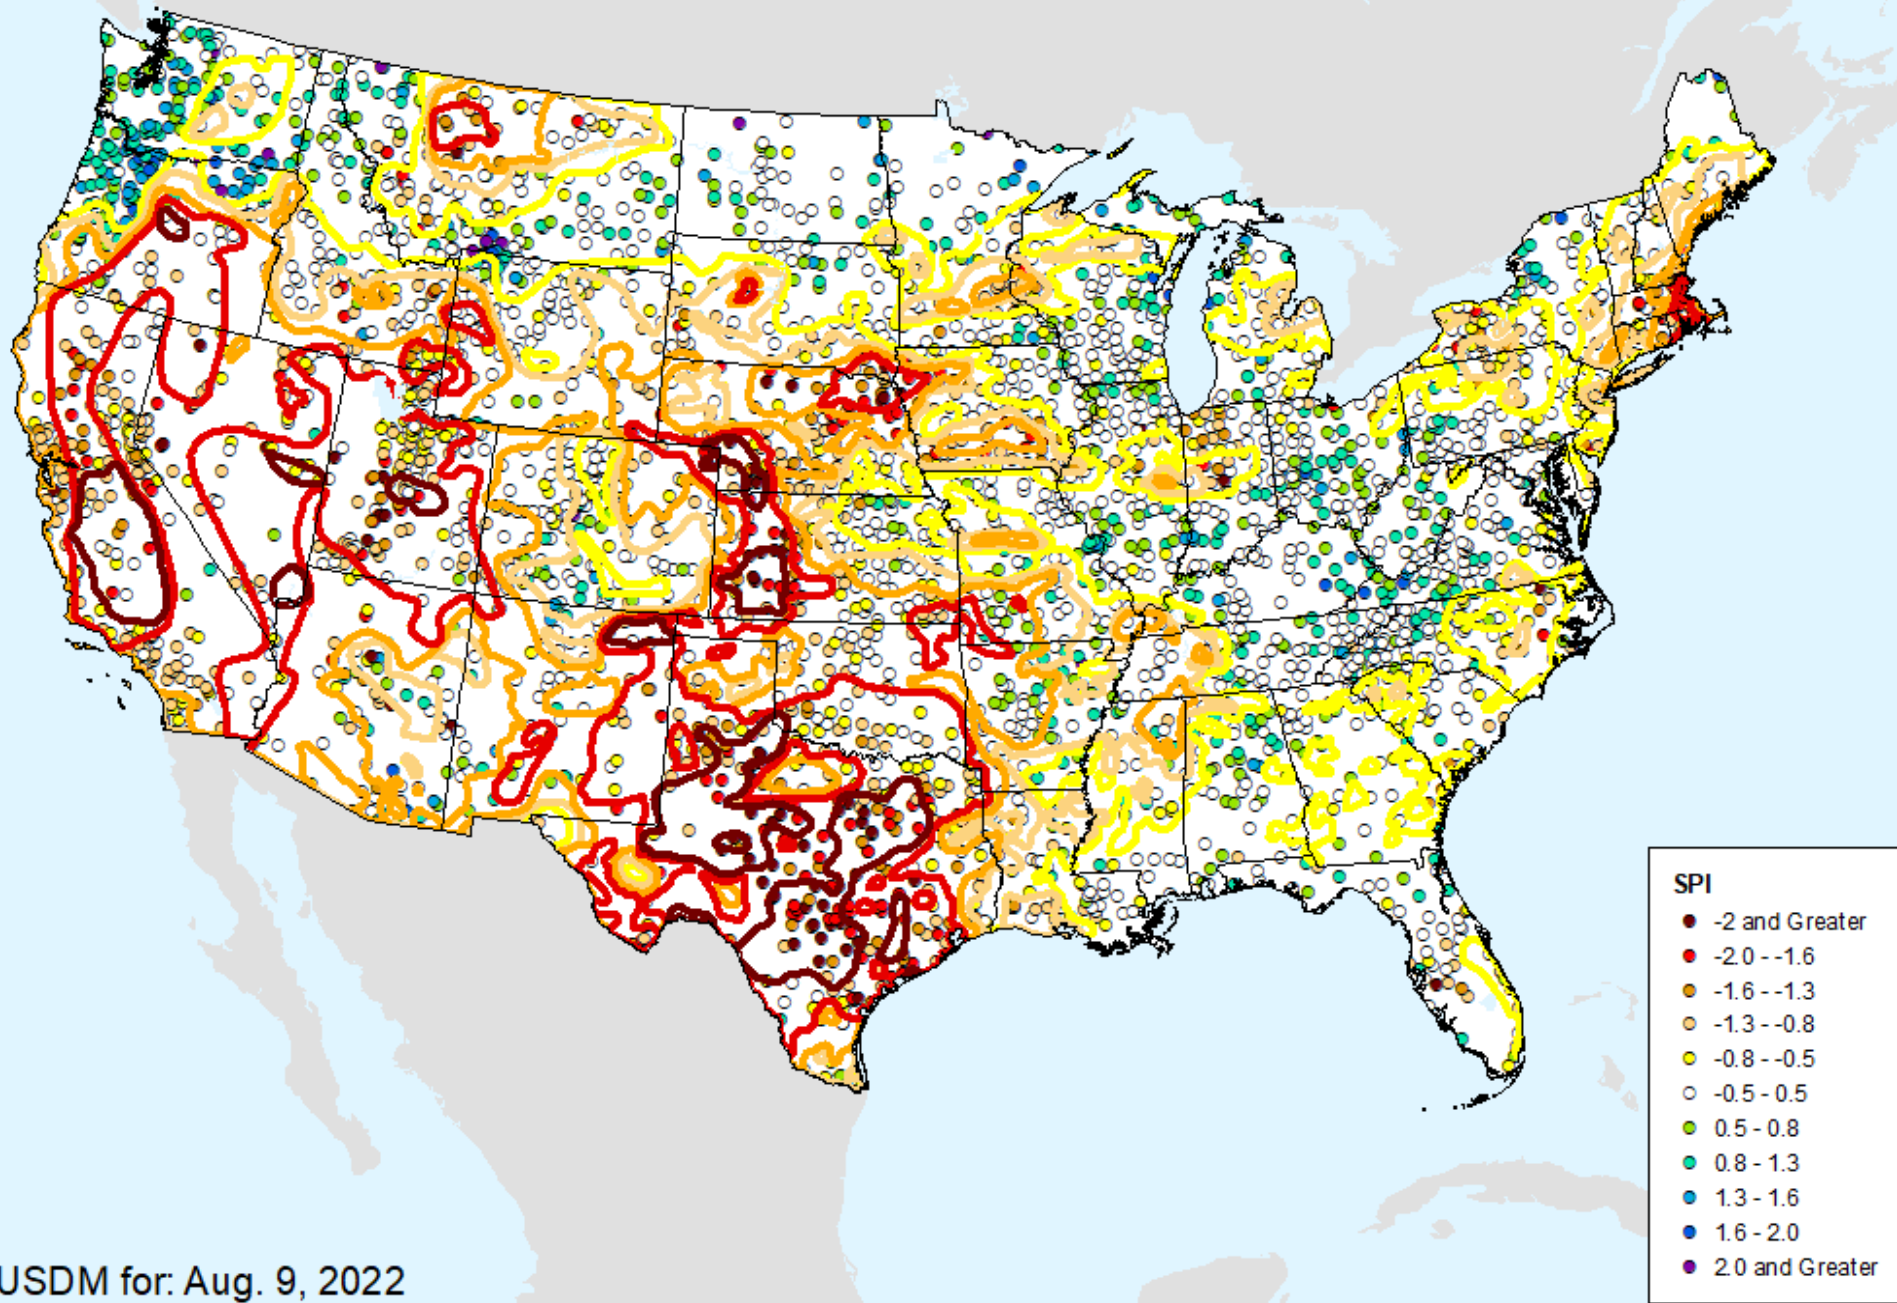 SPI
-2 and Greater
-2.0 - -1.6
-1.6 - -1.3
-1.3 - -0.8
-0.8 - -0.5
-0.5 - 0.5
0.5 - 0.8
0.8 - 1.3
1.3 - 1.6
1.6 - 2.0
2.0 and Greater
USDM for: Aug. 9, 2022